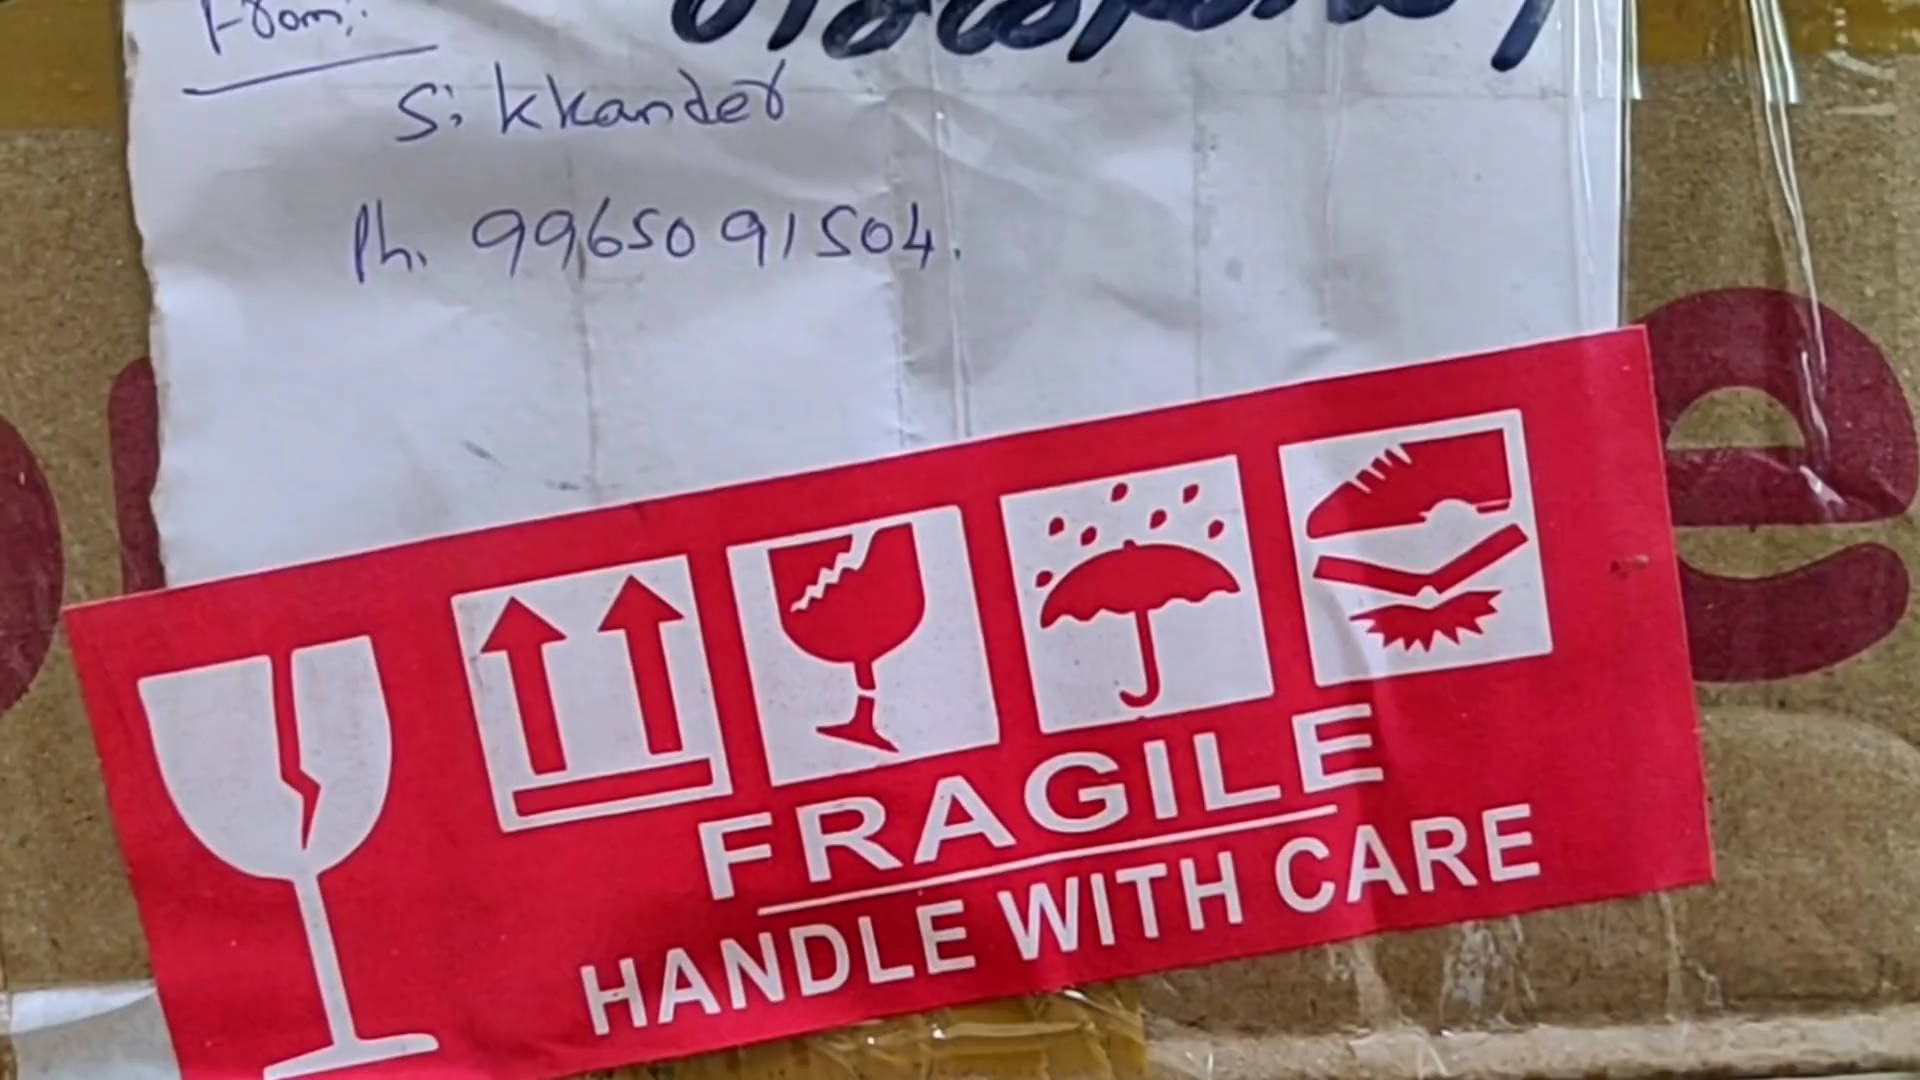 From:
Sikkander
Ph. 9965091504.
FRAGILE
HANDLE WITH CARE